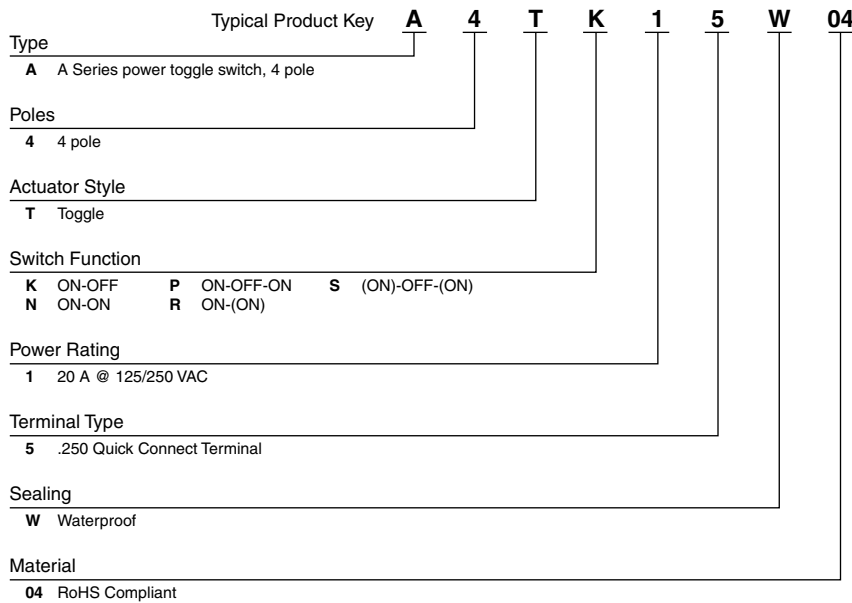 Typical Product Key A 4 T K 1 5 W 04
Type
A A Series power toggle switch, 4 pole
Poles
4 4 pole
Actuator Style
T Toggle
Switch Function
K ON-OFF P ON-OFF-ON S (ON)-OFF-(ON)
N ON-ON R ON-(ON)
Power Rating
1 20 A @ 125/250 VAC
Terminal Type
5 .250 Quick Connect Terminal
Sealing
W Waterproof
Material
04 RoHS Compliant